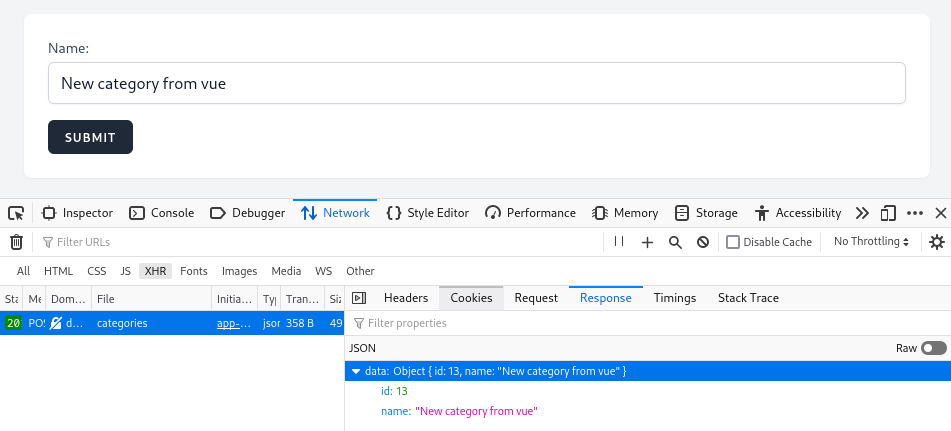 Name:
New category from vue
SUBMIT
Inspector Console Debugger Network Style Editor Performance Memory Storage Accessibility
Filter URLs Disable Cache No Throttling
All HTML CSS JS XHR Fonts Images Media WS Other
Sta Me Dom… File Initia… Typ Tran… Siz Headers Cookies Request Response Timings Stack Trace
20 POS d… categories app-… json 358 B 49 Filter properties
JSON Raw
data: Object { id: 13, name: "New category from vue" }
id: 13
name: "New category from vue"